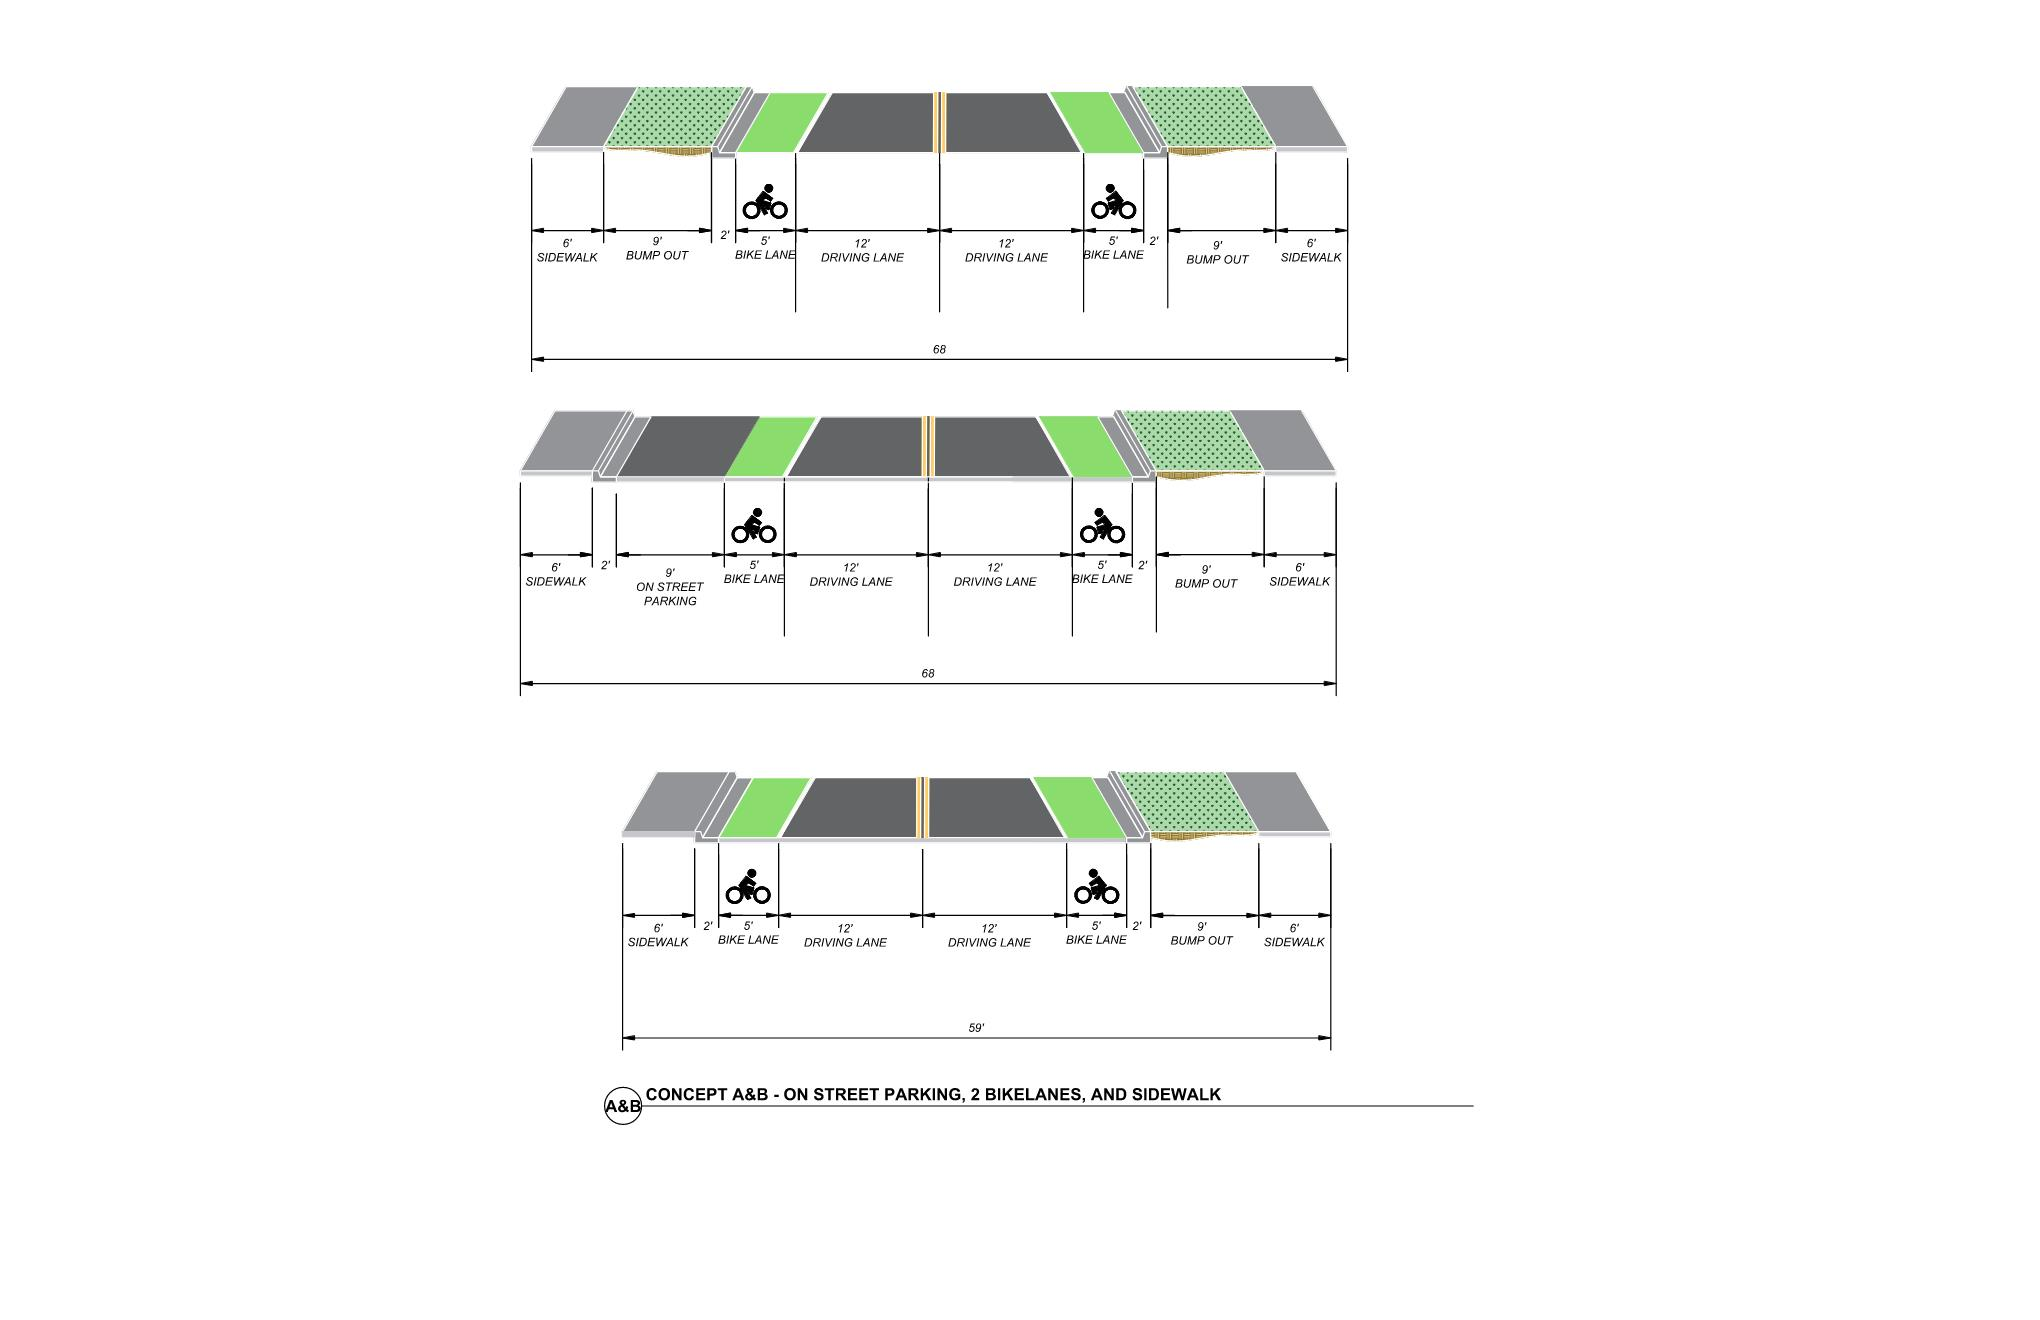 6' 9' 2' 5' 12' 12' 5' 2' 9' 6'
SIDEWALK BUMP OUT BIKE LANE DRIVING LANE DRIVING LANE BIKE LANE BUMP OUT SIDEWALK
68
6' 2' 9' 5' 12' 12' 5' 2' 9' 6'
SIDEWALK ON STREET BIKE LANE DRIVING LANE DRIVING LANE BIKE LANE BUMP OUT SIDEWALK
PARKING
68
6' 2' 5' 12' 12' 5' 2' 9' 6'
SIDEWALK BIKE LANE DRIVING LANE DRIVING LANE BIKE LANE BUMP OUT SIDEWALK
59'
A&B CONCEPT A&B - ON STREET PARKING, 2 BIKELANES, AND SIDEWALK